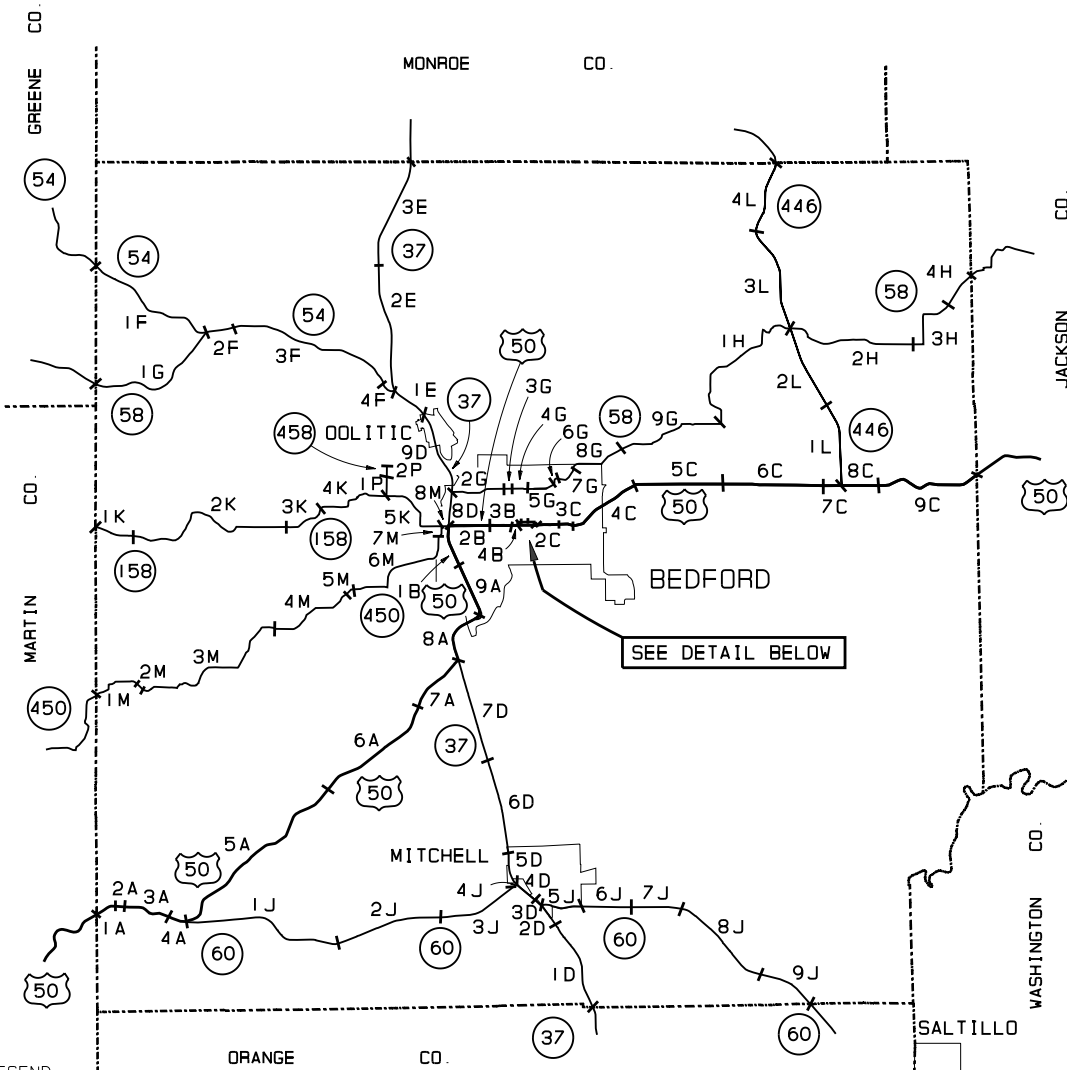 GREENE CO.
MONROE CO.
54
446
4L
3E
37
CO.
54
58
4H
3L
2E
54
1F
50
1H
3H
2F
3F
2H
JACKSON
1G
3G
2L
58
4F
1E
37
4G
58
9G
458
OOLITIC
6G
446
9D
8G
1L
2P
2G
7G
5C
6C
8C
CO.
1P
5G
4K
8M
50
7C
9C
50
2K
3K
5K
8D
3B
3C
4C
1K
7M
2B
2C
158
4B
158
6M
BEDFORD
5M
1B
9A
50
4M
450
8A
MARTIN
SEE DETAIL BELOW
3M
2M
1M
450
7A
7D
37
6A
50
6D
5A
CO.
MITCHELL
5D
50
4D
2A
3A
4J
5J
6J
7J
1J
2J
3D
1A
4A
3J
2D
8J
60
60
60
1D
9J
50
WASHINGTON
37
60
SALTILLO
ORANGE CO.
EGEND